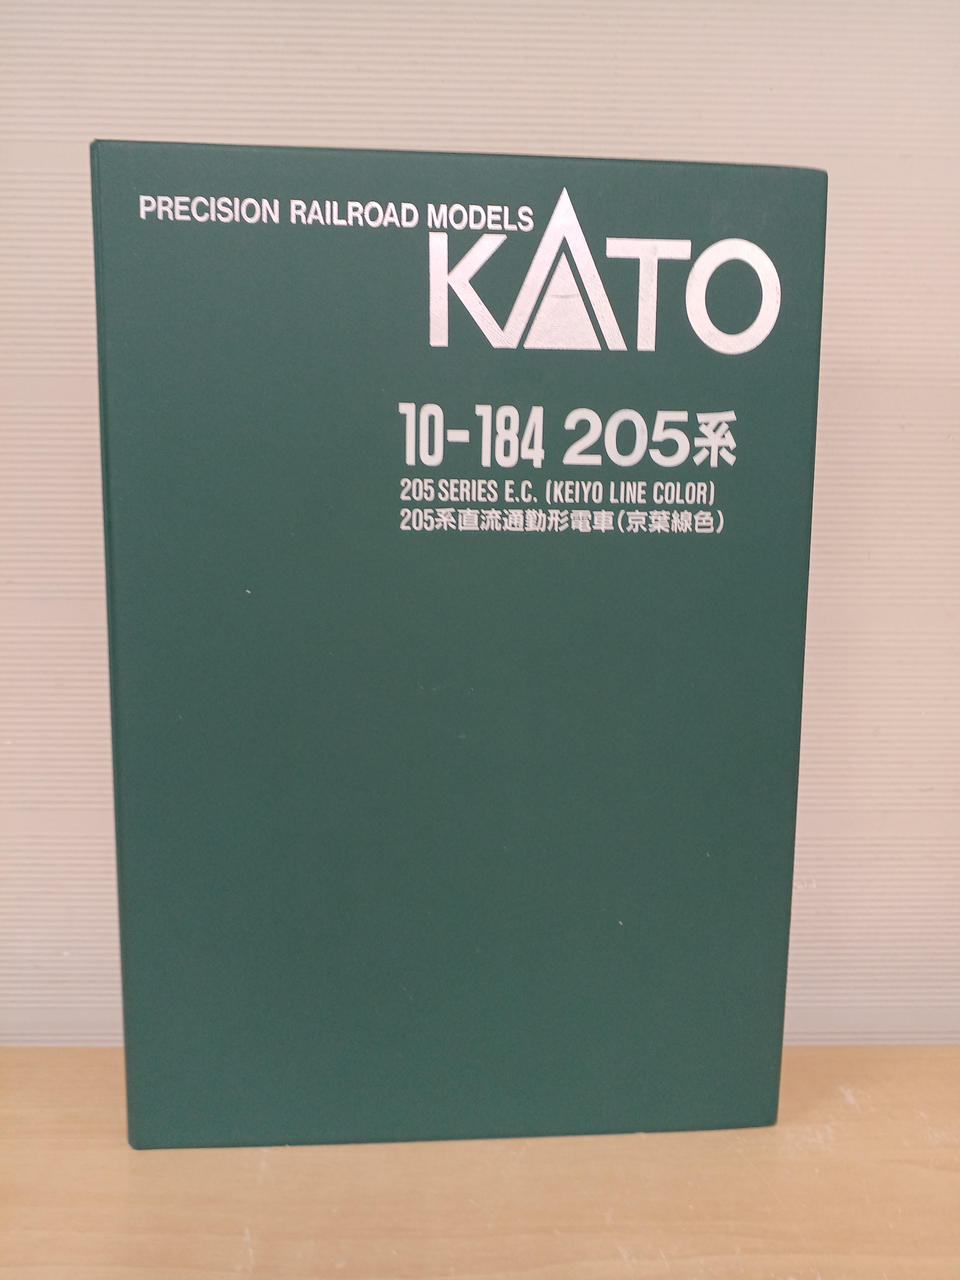 PRECISION RAILROAD MODELS
KATO
10-184 205系
205 SERIES E.C. (KEIYO LINE COLOR)
205系直流通勤形電車(京葉線色)